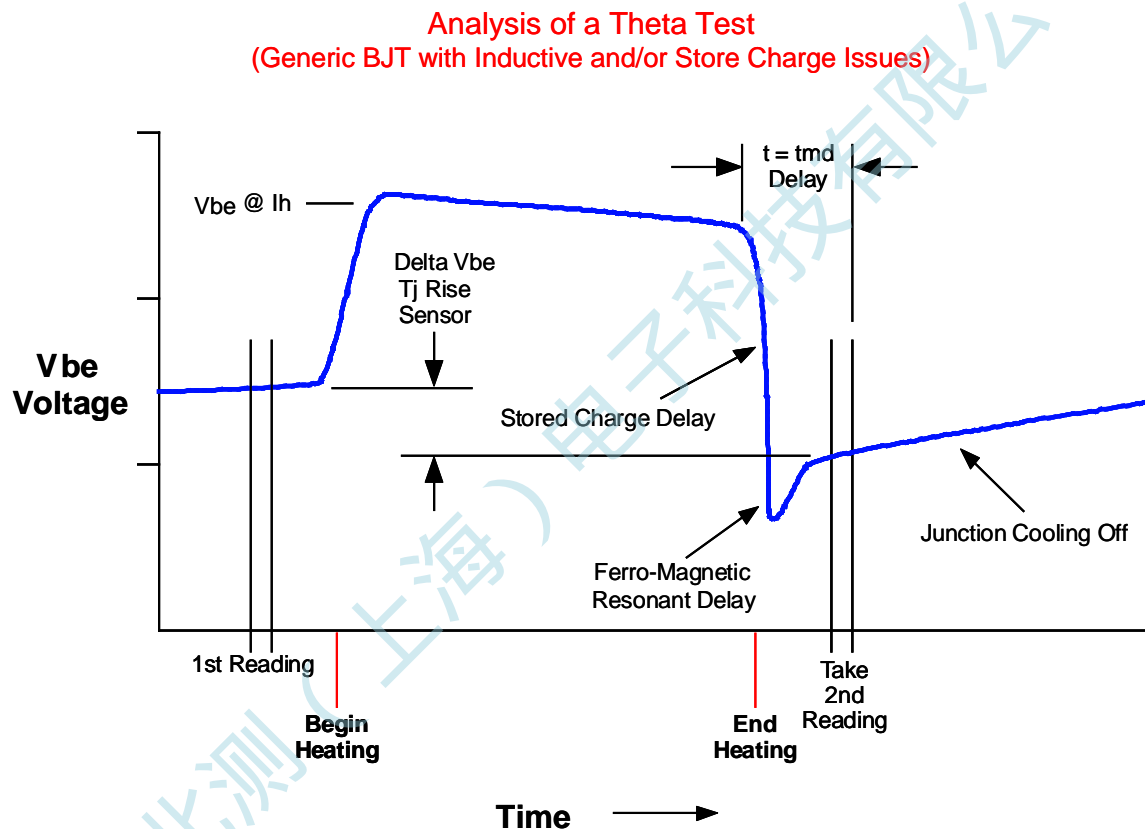 Analysis of a Theta Test
(Generic BJT with Inductive and/or Store Charge Issues)
t = tmd
Delay
Vbe @ Ih
Delta Vbe
Tj Rise
Sensor
Vbe
Voltage
Stored Charge Delay
Junction Cooling Off
Ferro-Magnetic
Resonant Delay
1st Reading
Take
2nd
Reading
Begin
Heating
End
Heating
Time
测（上海）电子科技有限公